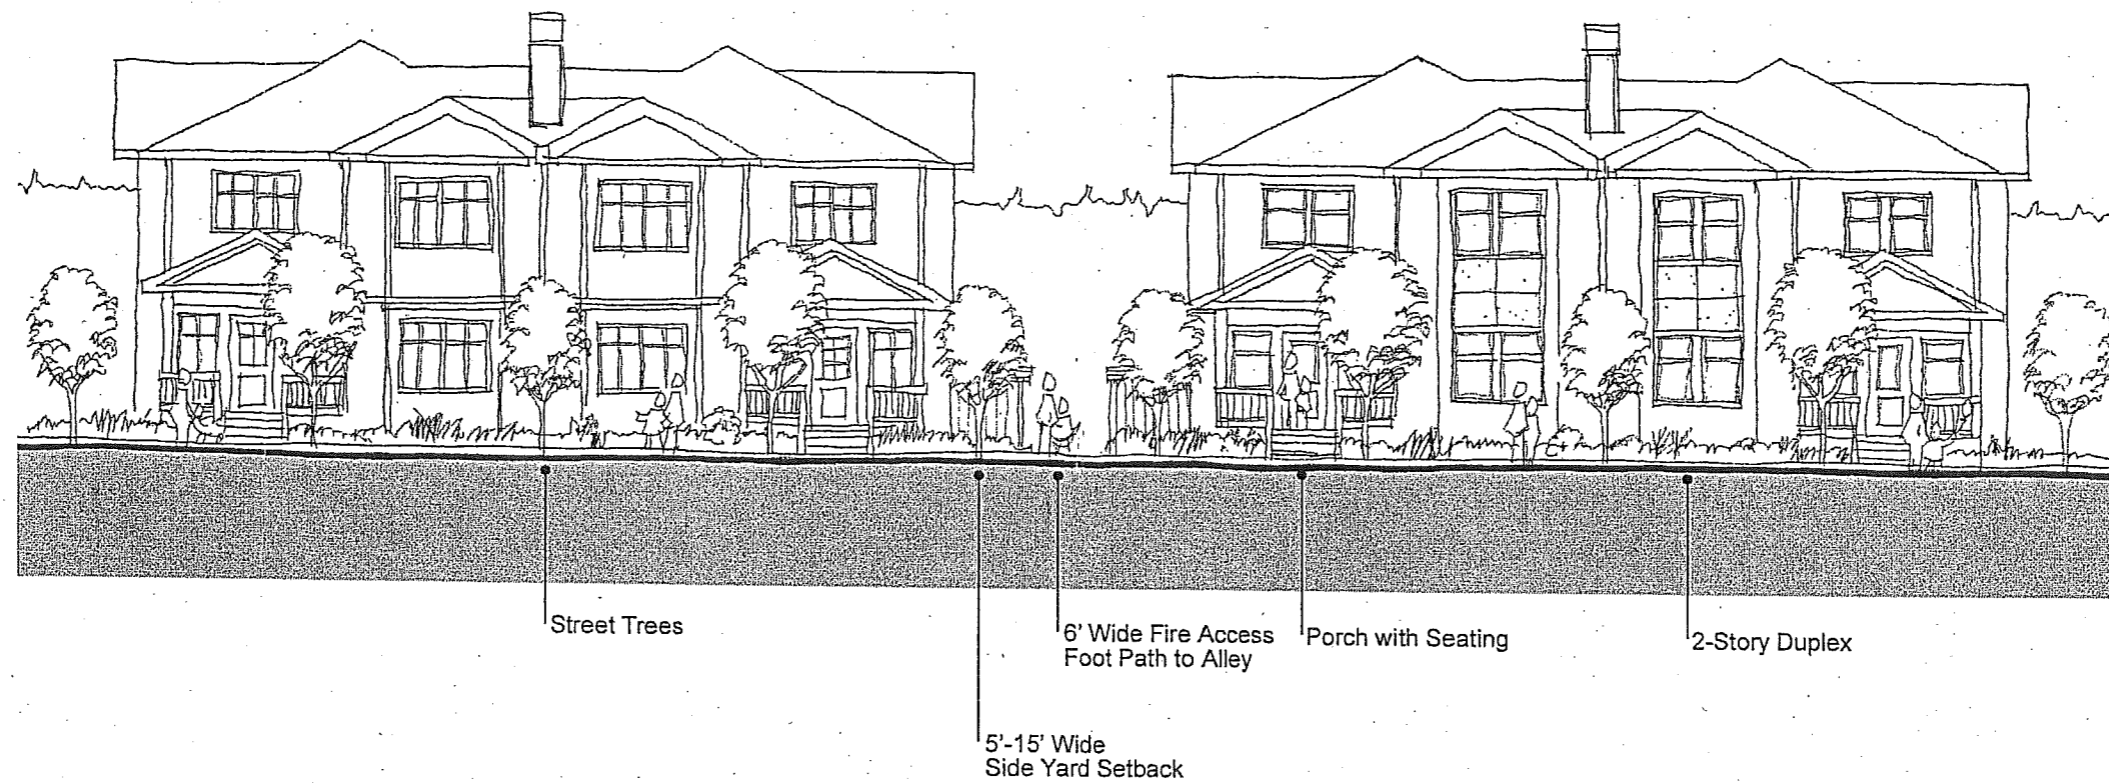 Street Trees
5'-15' Wide
Side Yard Setback
6' Wide Fire Access
Foot Path to Alley
Porch with Seating
2-Story Duplex